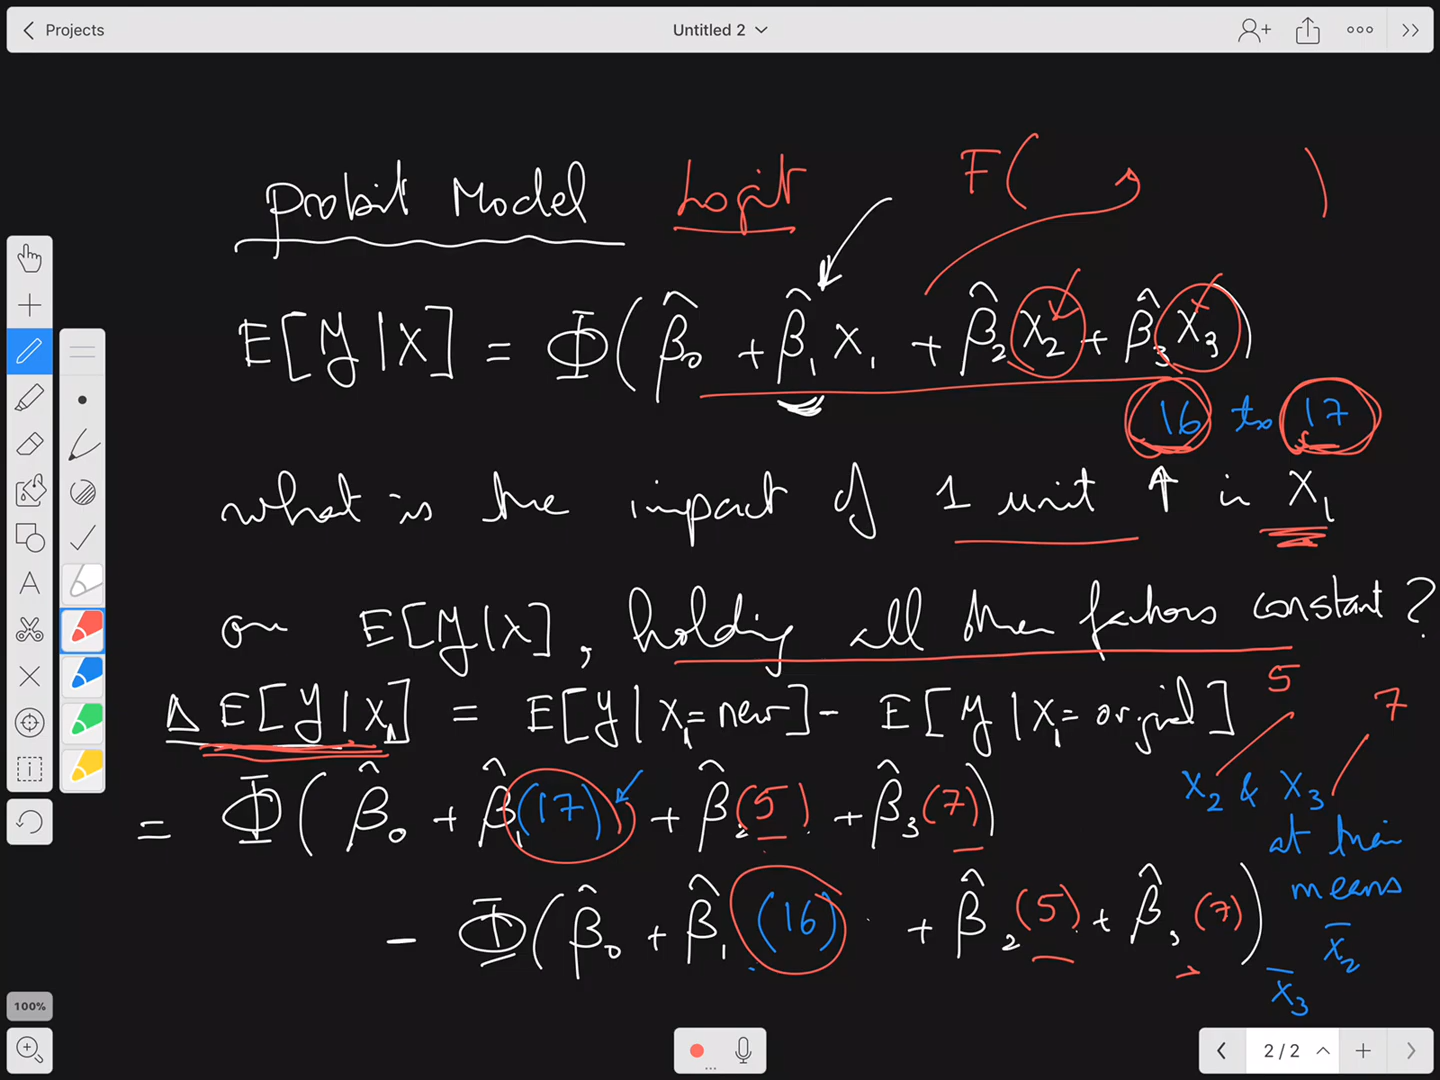 Projects
Untitled 2
Probit Model Logit F( )
E[Y|X] = Φ(β̂₀ + β̂₁X₁ + β̂₂X₂ + β̂₃X₃)
16 to 17
what is the impact of 1 unit ↑ in X₁
on E[Y|X], holding all other factors constant?
5
7
Δ E[Y|X₁] = E[Y|X₁=new] - E[Y|X₁=original]
X₂ & X₃
at their
means
X̄₂
X̄₃
= Φ(β̂₀ + β̂₁(17) + β̂₂(5) + β̂₃(7))
- Φ(β̂₀ + β̂₁(16) + β̂₂(5) + β̂₃(7))
100%
2 / 2